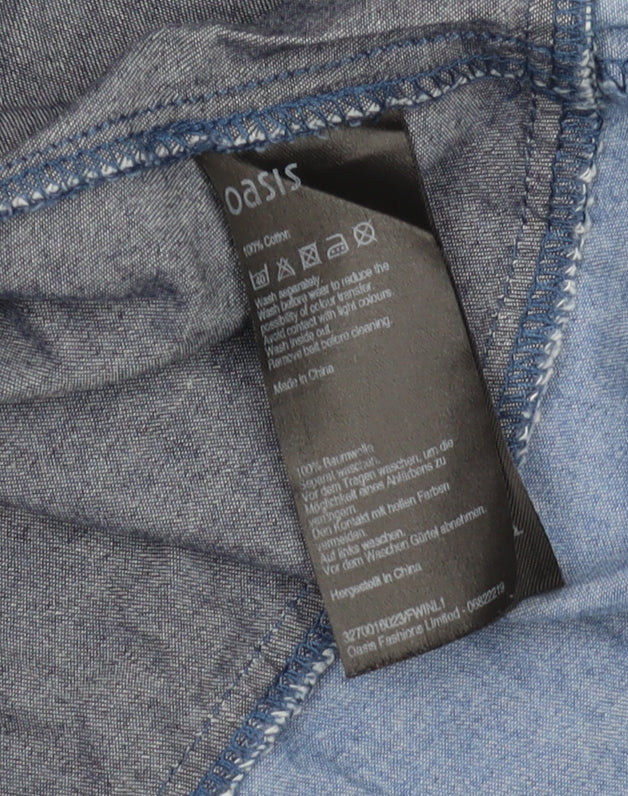 oasis
100% Cotton
Wash separately
Wash before wear to reduce the
possibility of colour transfer.
Avoid contact with light colours.
Wash inside out.
Remove belt before cleaning.
Made in China
100% Baumwolle
Separat waschen.
Vor dem Tragen waschen, um die
Möglichkeit eines Abfärbens zu
verringern
Den Kontakt mit hellen Farben
vermeiden.
Auf links waschen.
Vor dem Waschen Gürtel abnehmen.
Hergestellt in China
3270016023/FWINL1
Oasis Fashions Limited - 06822219